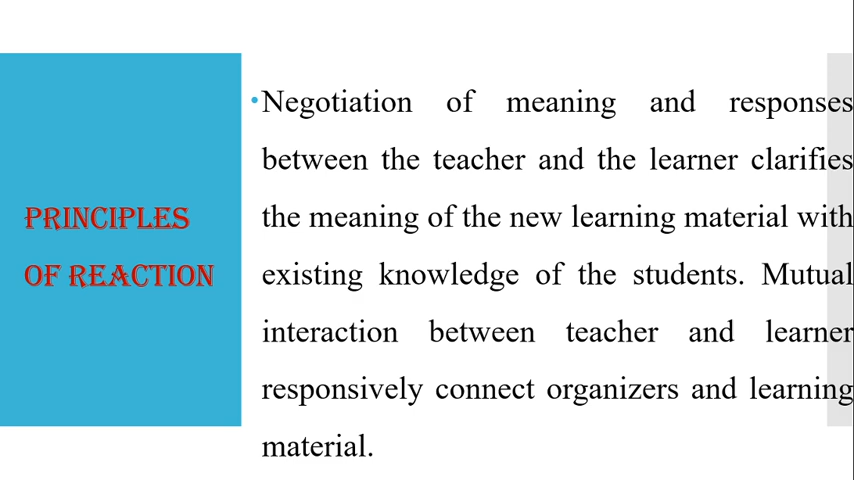 PRINCIPLES
OF REACTION
•Negotiation of meaning and responses
between the teacher and the learner clarifies
the meaning of the new learning material with
existing knowledge of the students. Mutual
interaction between teacher and learner
responsively connect organizers and learning
material.